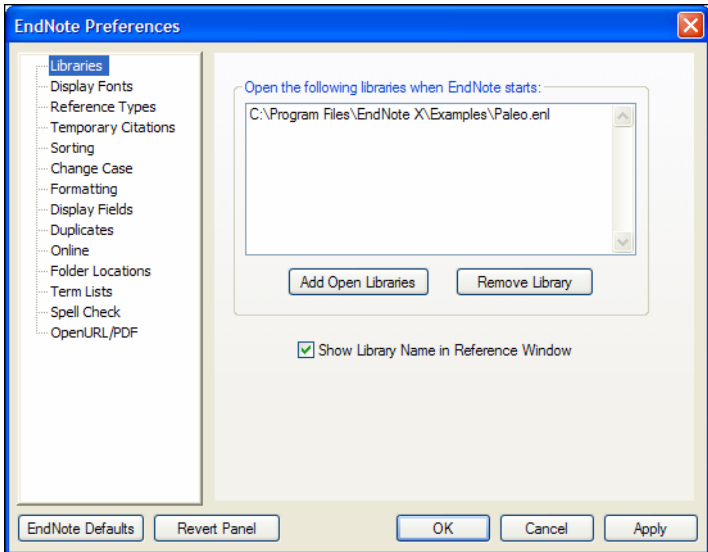 EndNote Preferences
Libraries
Display Fonts
Reference Types
Temporary Citations
Sorting
Change Case
Formatting
Display Fields
Duplicates
Online
Folder Locations
Term Lists
Spell Check
OpenURL/PDF
Open the following libraries when EndNote starts:
C:\Program Files\EndNote X\Examples\Paleo.enl
Add Open Libraries
Remove Library
Show Library Name in Reference Window
EndNote Defaults
Revert Panel
OK
Cancel
Apply